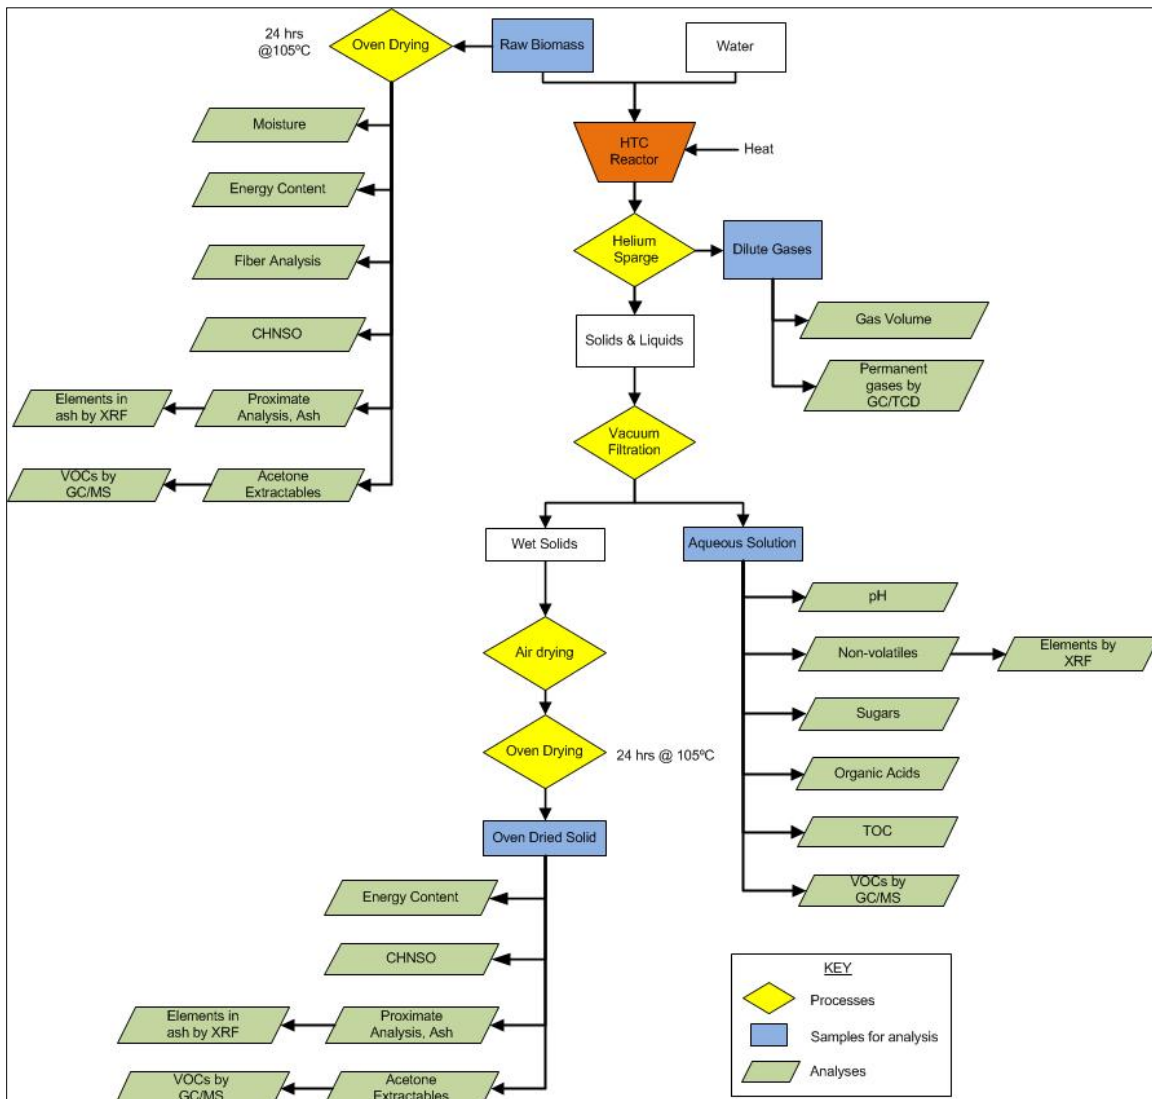 24 hrs
@105ºC
Oven Drying
Raw Biomass
Water
Moisture
HTC
Reactor
Heat
Energy Content
Helium
Sparge
Dilute Gases
Fiber Analysis
Gas Volume
CHNSO
Solids & Liquids
Permanent
gases by
GC/TCD
Elements in
ash by XRF
Proximate
Analysis, Ash
Vacuum
Filtration
VOCs by
GC/MS
Acetone
Extractables
Wet Solids
Aqueous Solution
pH
Air drying
Non-volatiles
Elements by
XRF
Sugars
Oven Drying
24 hrs @ 105ºC
Organic Acids
Oven Dried Solid
TOC
Energy Content
VOCs by
GC/MS
CHNSO
Elements in
ash by XRF
Proximate
Analysis, Ash
VOCs by
GC/MS
Acetone
Extractables
KEY
Processes
Samples for analysis
Analyses